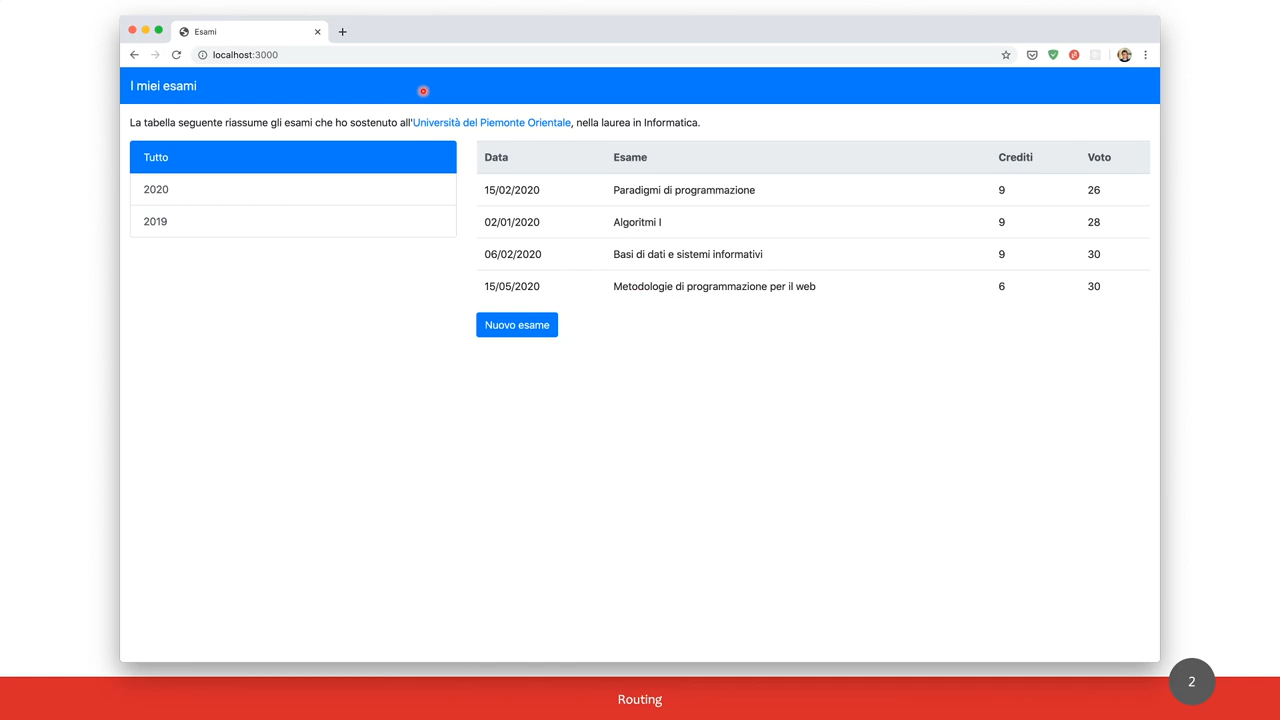 Esami
localhost:3000
I miei esami
La tabella seguente riassume gli esami che ho sostenuto all'Università del Piemonte Orientale, nella laurea in Informatica.
Tutto
2020
2019
Data Esame Crediti Voto
15/02/2020 Paradigmi di programmazione 9 26
02/01/2020 Algoritmi I 9 28
06/02/2020 Basi di dati e sistemi informativi 9 30
15/05/2020 Metodologie di programmazione per il web 6 30
Nuovo esame
Routing
2